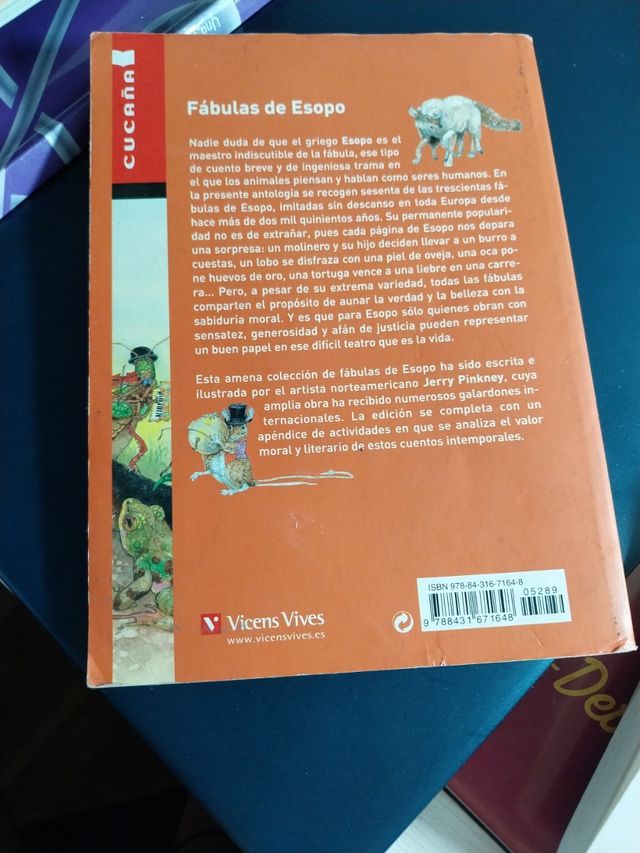 CUCAÑA
Fábulas de Esopo
Nadie duda de que el griego Esopo es el
maestro indiscutible de la fábula, ese tipo
de cuento breve y de ingeniosa trama en
el que los animales piensan y hablan como seres humanos. En
la presente antología se recogen sesenta de las trescientas fá-
bulas de Esopo, imitadas sin descanso en toda Europa desde
hace más de dos mil quinientos años. Su permanente populari-
dad no es de extrañar, pues cada página de Esopo nos depara
una sorpresa: un molinero y su hijo deciden llevar a un burro a
cuestas, un lobo se disfraza con una piel de oveja, una oca po-
ne huevos de oro, una tortuga vence a una liebre en una carre-
ra... Pero, a pesar de su extrema variedad, todas las fábulas
comparten el propósito de aunar la verdad y la belleza con la
sabiduría moral. Y es que para Esopo sólo quienes obran con
sensatez, generosidad y afán de justicia pueden representar
un buen papel en ese difícil teatro que es la vida.
Esta amena colección de fábulas de Esopo ha sido escrita e
ilustrada por el artista norteamericano Jerry Pinkney, cuya
amplia obra ha recibido numerosos galardones in-
ternacionales. La edición se completa con un
apéndice de actividades en que se analiza el valor
moral y literario de estos cuentos intemporales.
Vicens Vives
www.vicensvives.es
ISBN 978-84-316-7164-8
05289
9 788431 671648